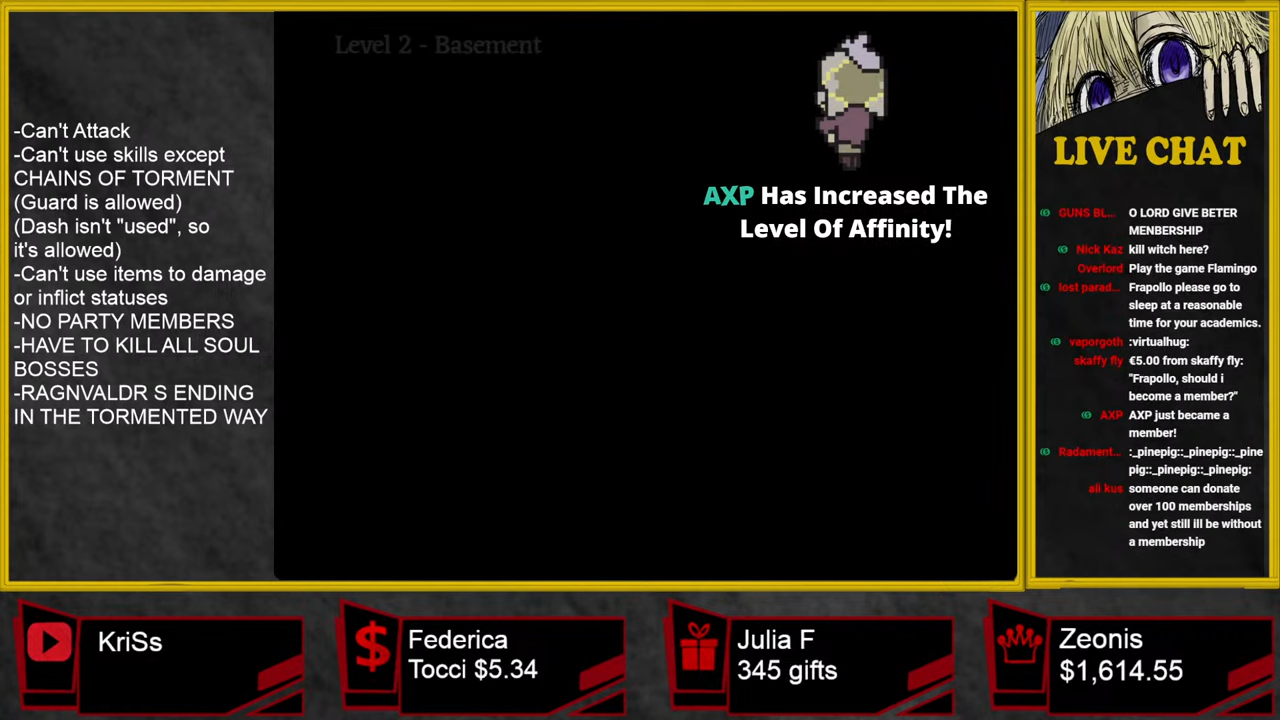 Level 2 - Basement
-Can't Attack
-Can't use skills except
CHAINS OF TORMENT
(Guard is allowed)
(Dash isn't "used", so
it's allowed)
-Can't use items to damage
or inflict statuses
-NO PARTY MEMBERS
-HAVE TO KILL ALL SOUL
BOSSES
-RAGNVALDR S ENDING
IN THE TORMENTED WAY
AXP Has Increased The
Level Of Affinity!
LIVE CHAT
GUNS BL... O LORD GIVE BETER
MENBERSHIP
Nick Kaz kill witch here?
Overlord Play the game Flamingo
lost parad... Frapollo please go to
sleep at a reasonable
time for your academics.
vaporgoth :virtualhug:
skaffy fly €5.00 from skaffy fly:
"Frapollo, should i
become a member?"
AXP AXP just became a
member!
Radament... :_pinepig::_pinepig::_pine
pig::_pinepig::_pinepig:
ali kus someone can donate
over 100 memberships
and yet still ill be without
a membership
KriSs
Federica
Tocci $5.34
Julia F
345 gifts
Zeonis
$1,614.55